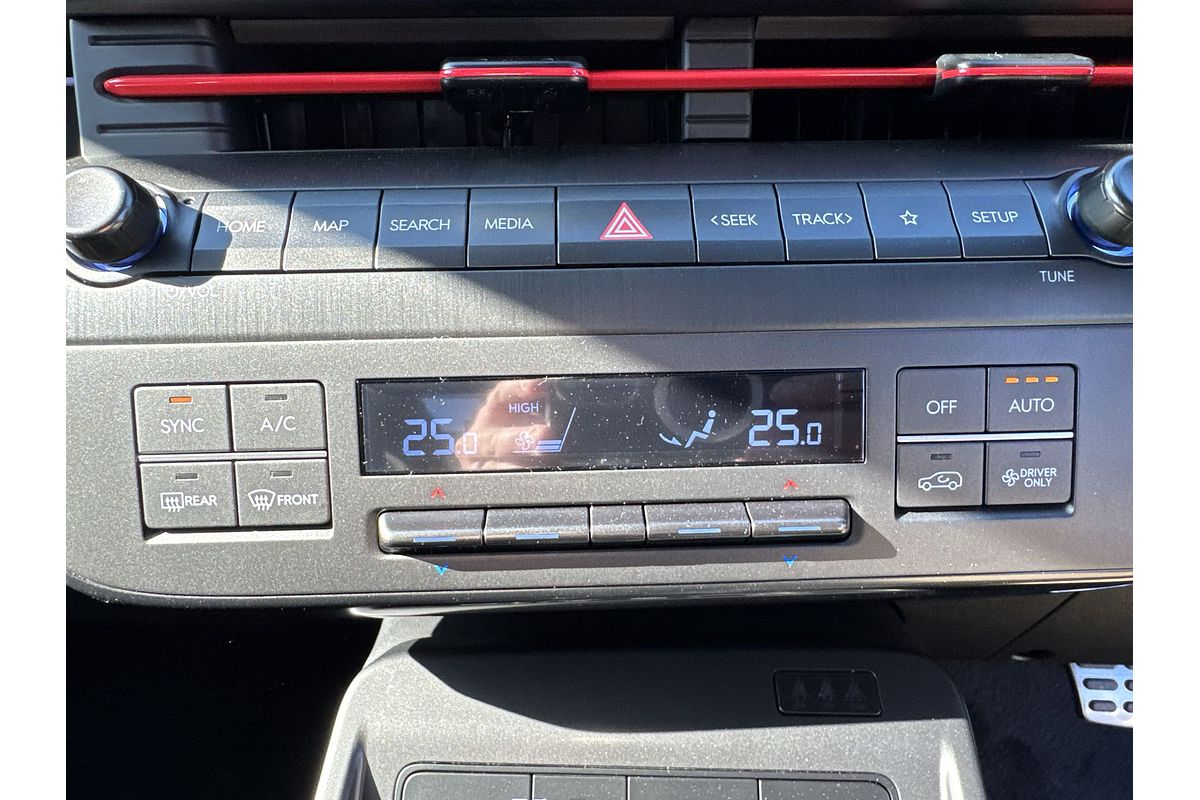 HOME
MAP
SEARCH
MEDIA
<SEEK
TRACK>
SETUP
TUNE
SYNC
A/C
REAR
FRONT
25.0
HIGH
25.0
OFF
AUTO
DRIVER
ONLY